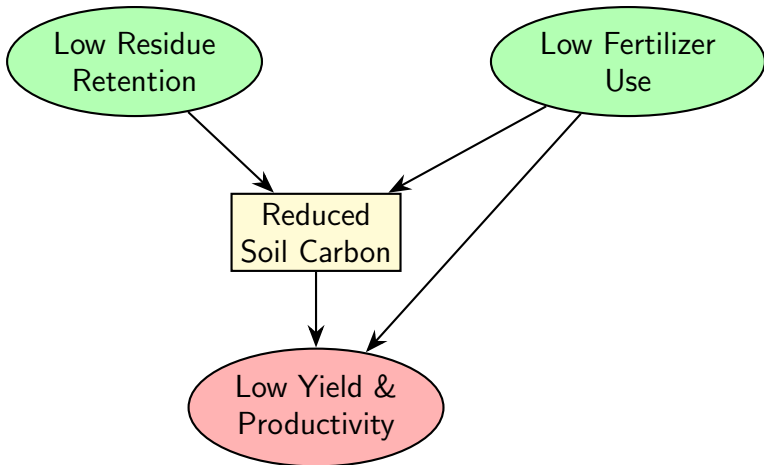 Low Residue
Retention
Low Fertilizer
Use
Reduced
Soil Carbon
Low Yield &
Productivity